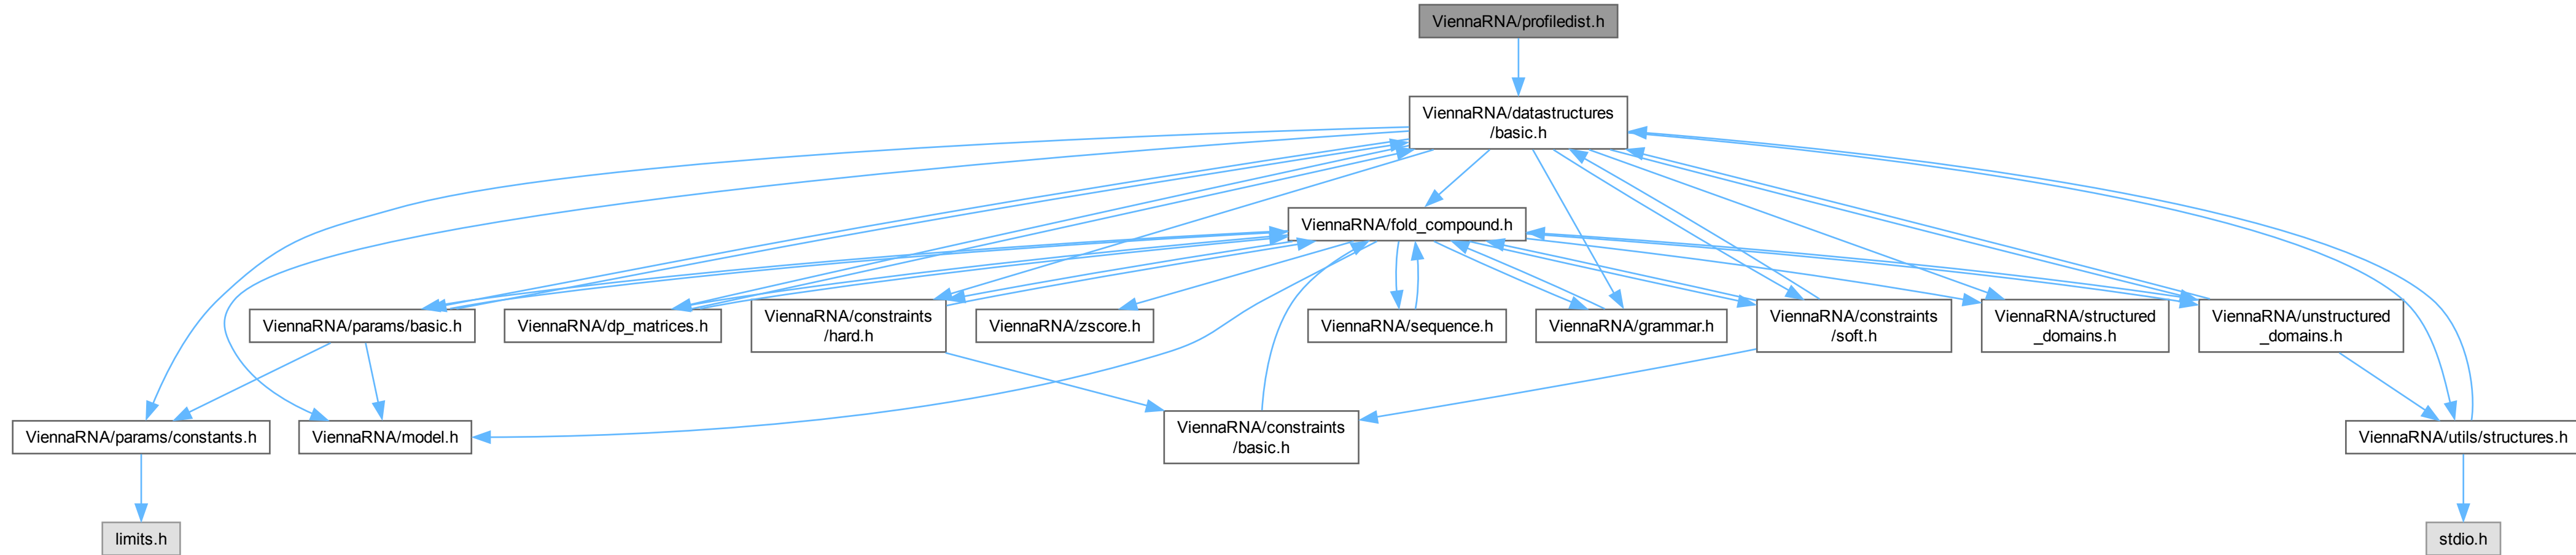 ViennaRNA/profiledist.h
ViennaRNA/datastructures
/basic.h
ViennaRNA/fold_compound.h
ViennaRNA/params/basic.h
ViennaRNA/dp_matrices.h
ViennaRNA/constraints
/hard.h
ViennaRNA/zscore.h
ViennaRNA/sequence.h
ViennaRNA/grammar.h
ViennaRNA/constraints
/soft.h
ViennaRNA/structured
_domains.h
ViennaRNA/unstructured
_domains.h
ViennaRNA/params/constants.h
ViennaRNA/model.h
ViennaRNA/constraints
/basic.h
ViennaRNA/utils/structures.h
limits.h
stdio.h